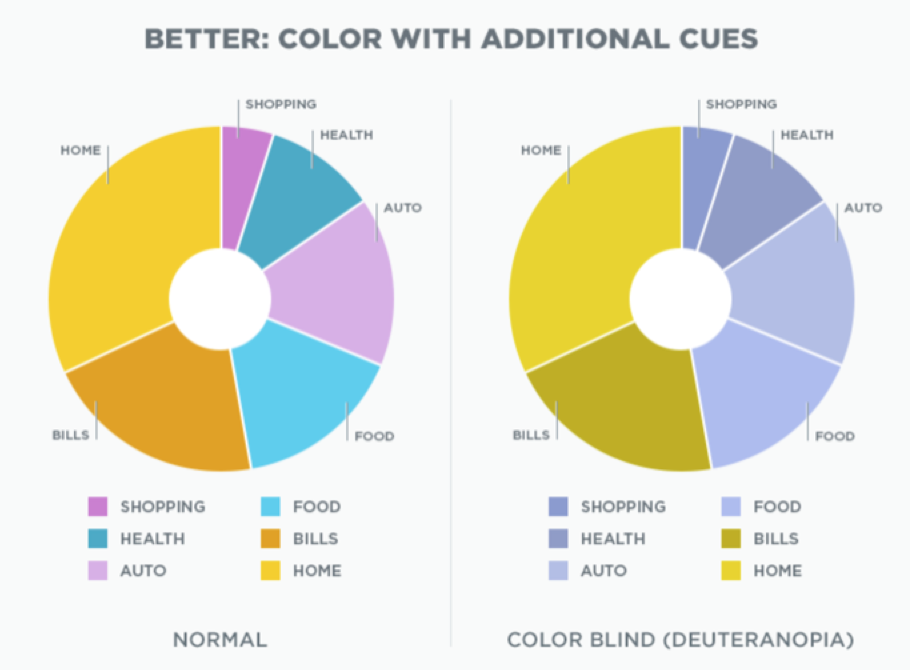 BETTER: COLOR WITH ADDITIONAL CUES
SHOPPING
HEALTH
HOME
AUTO
BILLS
FOOD
SHOPPING FOOD
HEALTH BILLS
AUTO HOME
NORMAL
SHOPPING
HEALTH
HOME
AUTO
BILLS
FOOD
SHOPPING FOOD
HEALTH BILLS
AUTO HOME
COLOR BLIND (DEUTERANOPIA)